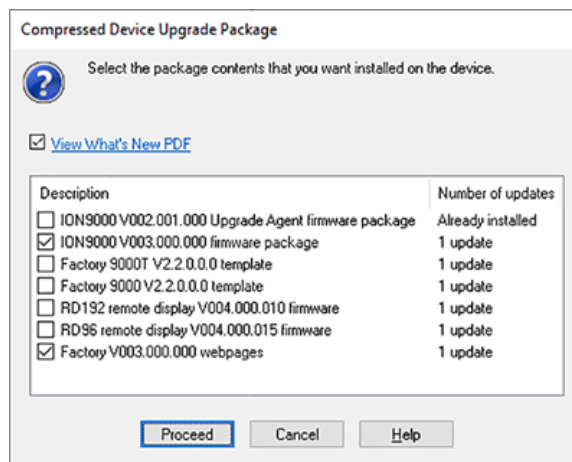 Compressed Device Upgrade Package
Select the package contents that you want installed on the device.
View What's New PDF
Description Number of updates
ION9000 V002.001.000 Upgrade Agent firmware package Already installed
ION9000 V003.000.000 firmware package 1 update
Factory 9000T V2.2.0.0.0 template 1 update
Factory 9000 V2.2.0.0.0 template 1 update
RD192 remote display V004.000.010 firmware 1 update
RD96 remote display V004.000.015 firmware 1 update
Factory V003.000.000 webpages 1 update
Proceed Cancel Help